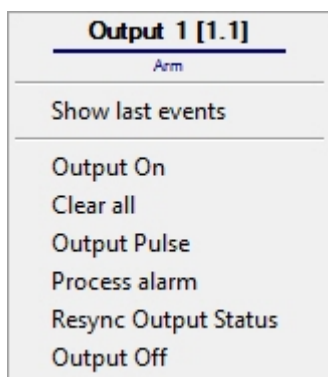 Output 1 [1.1]
Arm
Show last events
Output On
Clear all
Output Pulse
Process alarm
Resync Output Status
Output Off